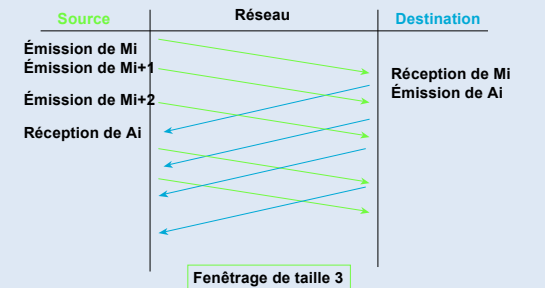 Source
Réseau
Destination
Émission de Mi
Émission de Mi+1
Émission de Mi+2
Réception de Ai
Réception de Mi
Émission de Ai
Fenêtrage de taille 3